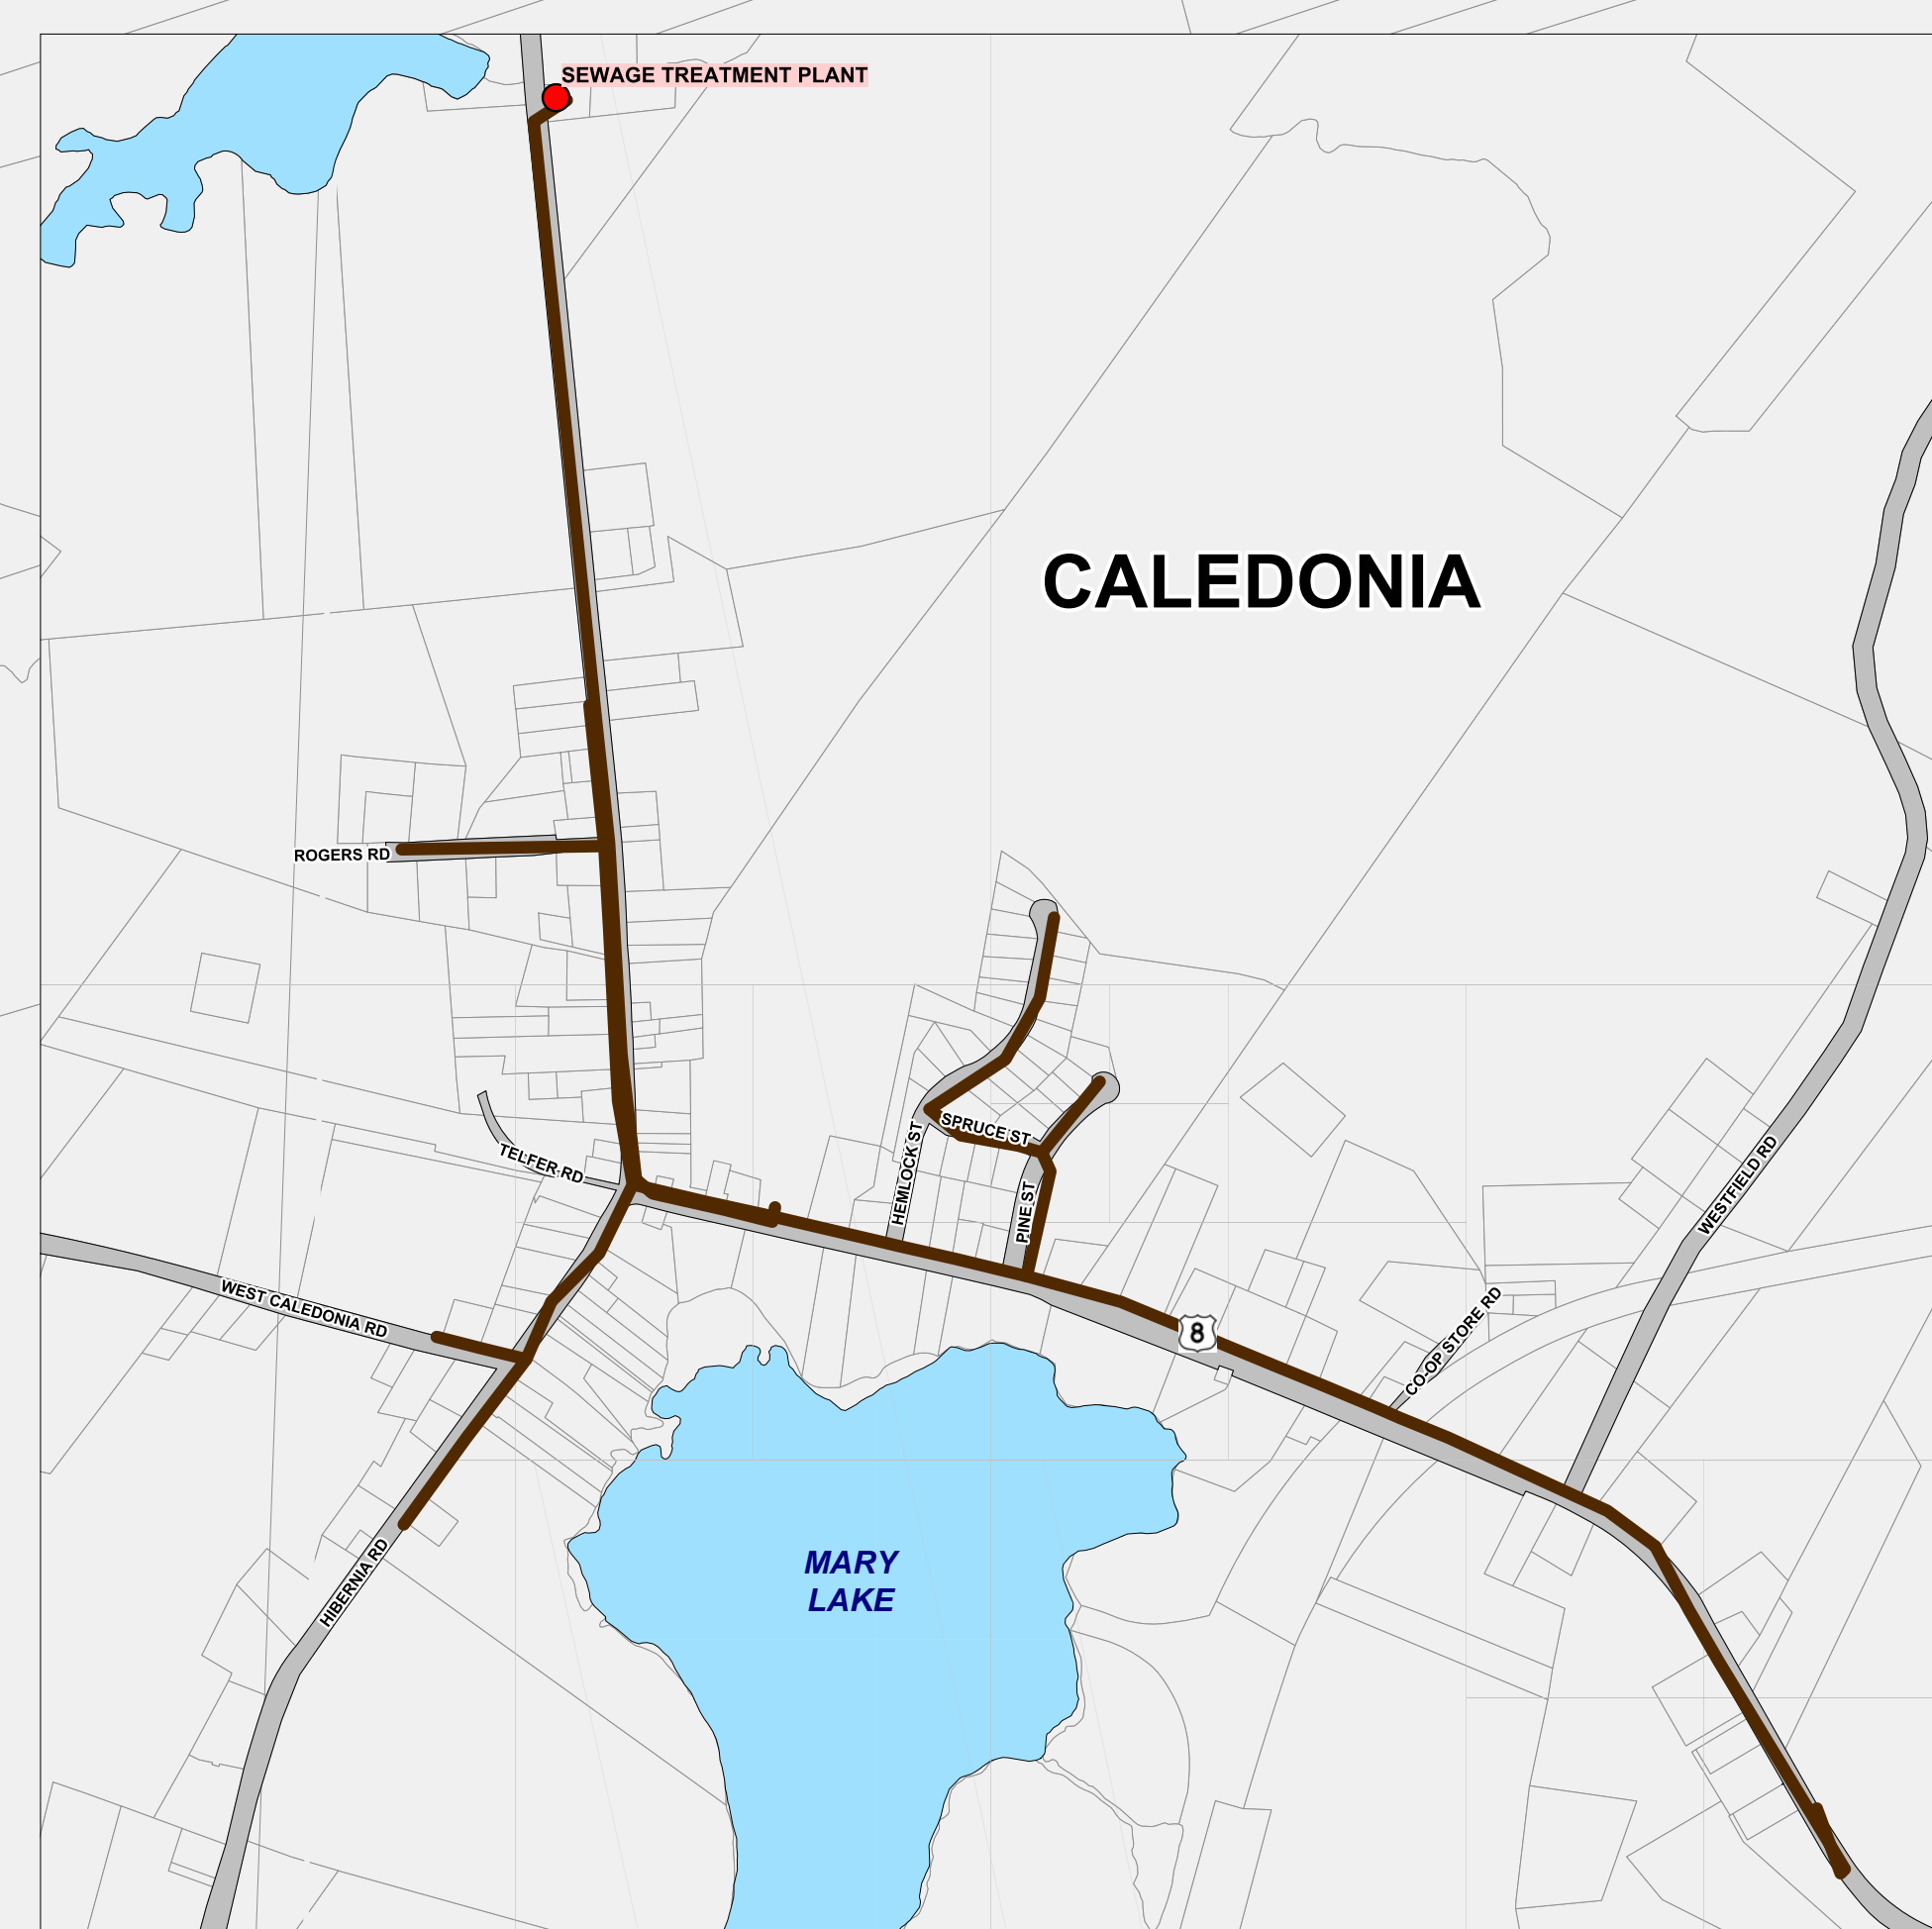 SEWAGE TREATMENT PLANT
CALEDONIA
ROGERS RD
SPRUCE ST
TELFER RD
HEMLOCK ST
PINE ST
WESTFIELD RD
WEST CALEDONIA RD
8
CO-OP STORE RD
HIBERNIA RD
MARY
LAKE